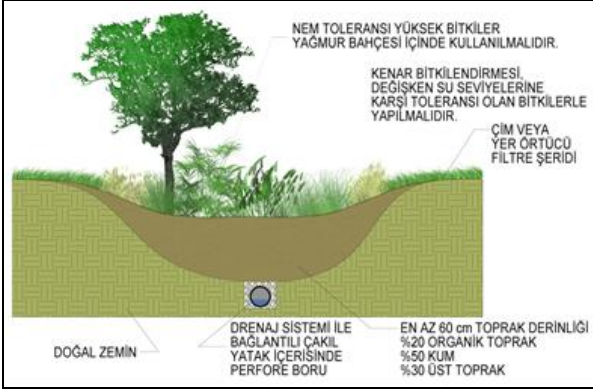 NEM TOLERANSI YÜKSEK BİTKİLER
YAĞMUR BAHÇESİ İÇİNDE KULLANILMALIDIR.
KENAR BİTKİLENDİRMESİ,
DEĞİŞKEN SU SEVİYELERİNE
KARŞI TOLERANSI OLAN BİTKİLERLE
YAPILMALIDIR.
ÇİM VEYA
YER ÖRTÜCÜ
FİLTRE ŞERİDİ
DOĞAL ZEMİN
DRENAJ SİSTEMİ İLE
BAĞLANTILI ÇAKIL
YATAK İÇERİSİNDE
PERFORE BORU
EN AZ 60 cm TOPRAK DERİNLİĞİ
%20 ORGANİK TOPRAK
%50 KUM
%30 ÜST TOPRAK